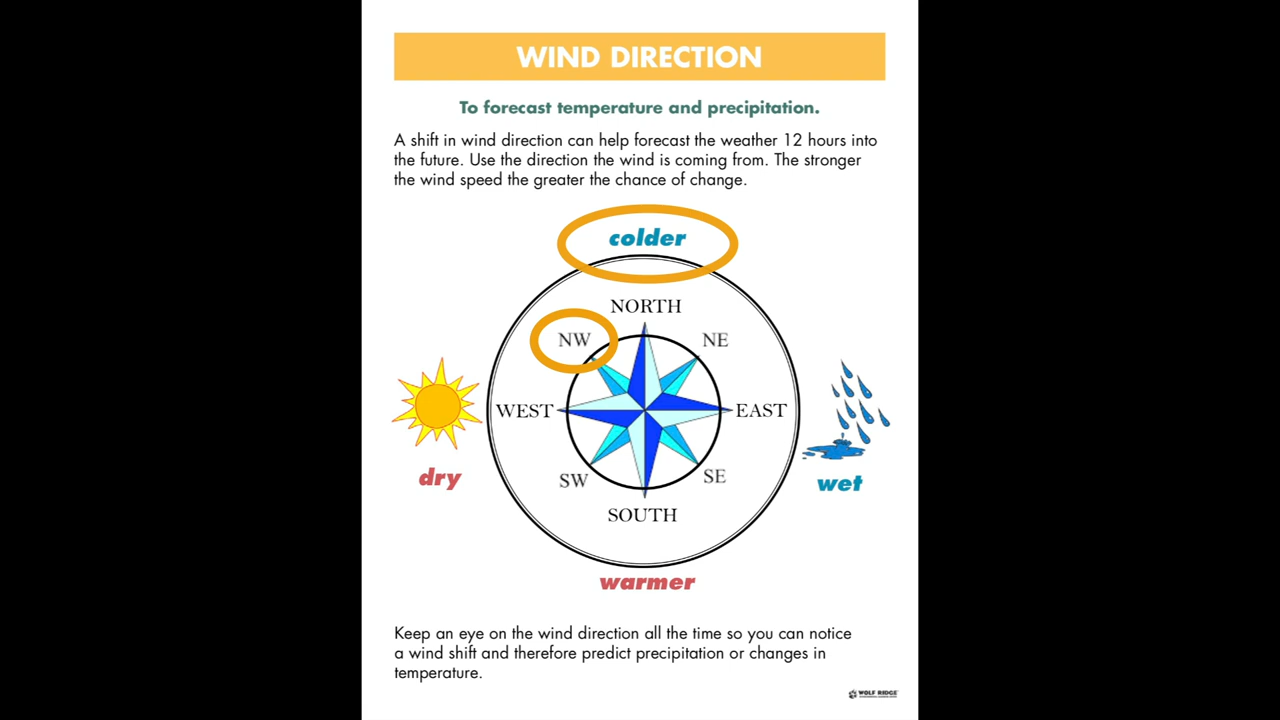 WIND DIRECTION
To forecast temperature and precipitation.
A shift in wind direction can help forecast the weather 12 hours into
the future. Use the direction the wind is coming from. The stronger
the wind speed the greater the chance of change.
colder
NORTH
NW
NE
WEST
EAST
SW
SE
SOUTH
dry
wet
warmer
Keep an eye on the wind direction all the time so you can notice
a wind shift and therefore predict precipitation or changes in
temperature.
WOLF RIDGE